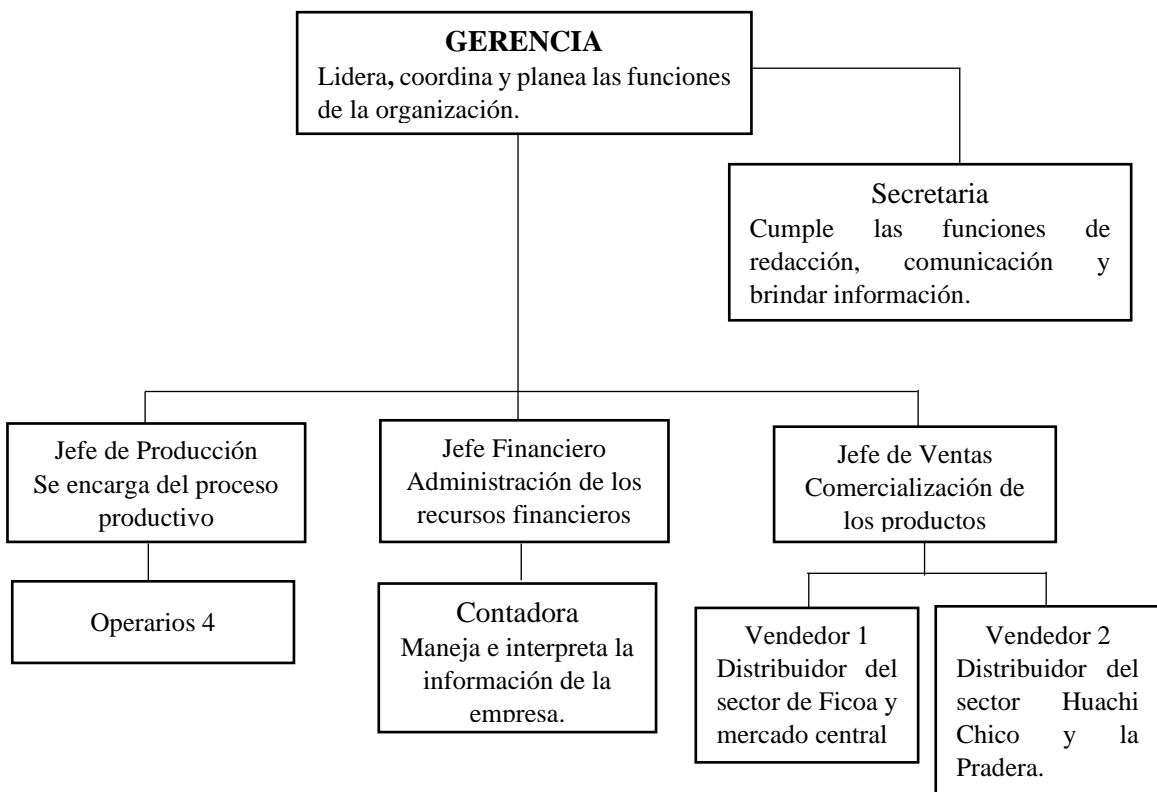 GERENCIA
Lidera, coordina y planea las funciones
de la organización.
Secretaria
Cumple las funciones de
redacción, comunicación y
brindar información.
Jefe de Producción
Se encarga del proceso
productivo
Jefe Financiero
Administración de los
recursos financieros
Jefe de Ventas
Comercialización de
los productos
Operarios 4
Contadora
Maneja e interpreta la
información de la
empresa.
Vendedor 1
Distribuidor del
sector de Ficoa y
mercado central
Vendedor 2
Distribuidor del
sector Huachi
Chico y la
Pradera.